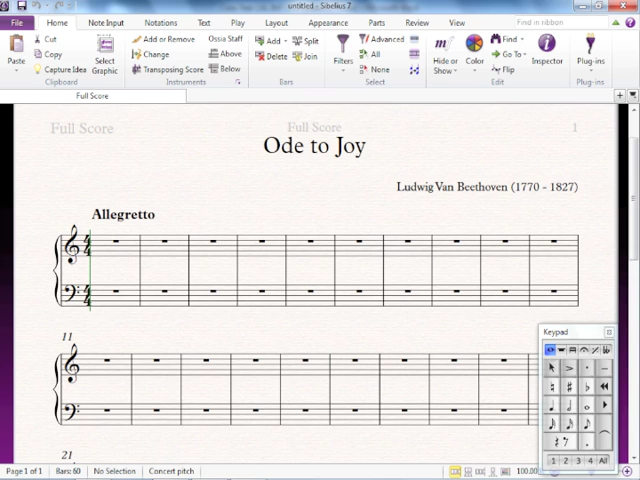 untitled - Sibelius 7
File Home Note Input Notations Text Play Layout Appearance Parts Review View Find in ribbon
Paste
Cut
Copy
Capture Idea
Clipboard
Select Graphic
Add or Remove
Change
Transposing Score
Instruments
Ossia Staff
Above
Below
Add
Delete
Split
Join
Bars
Filters
Advanced
All
None
Select
Hide or Show
Color
Find
Go To
Flip
Edit
Inspector
Plug-ins
Plug-ins
Full Score
Full Score Full Score 1
Ode to Joy
Ludwig Van Beethoven (1770 - 1827)
Allegretto
11
21
Keypad
1 2 3 4 All
Page 1 of 1 Bars: 60 No Selection Concert pitch 100.00